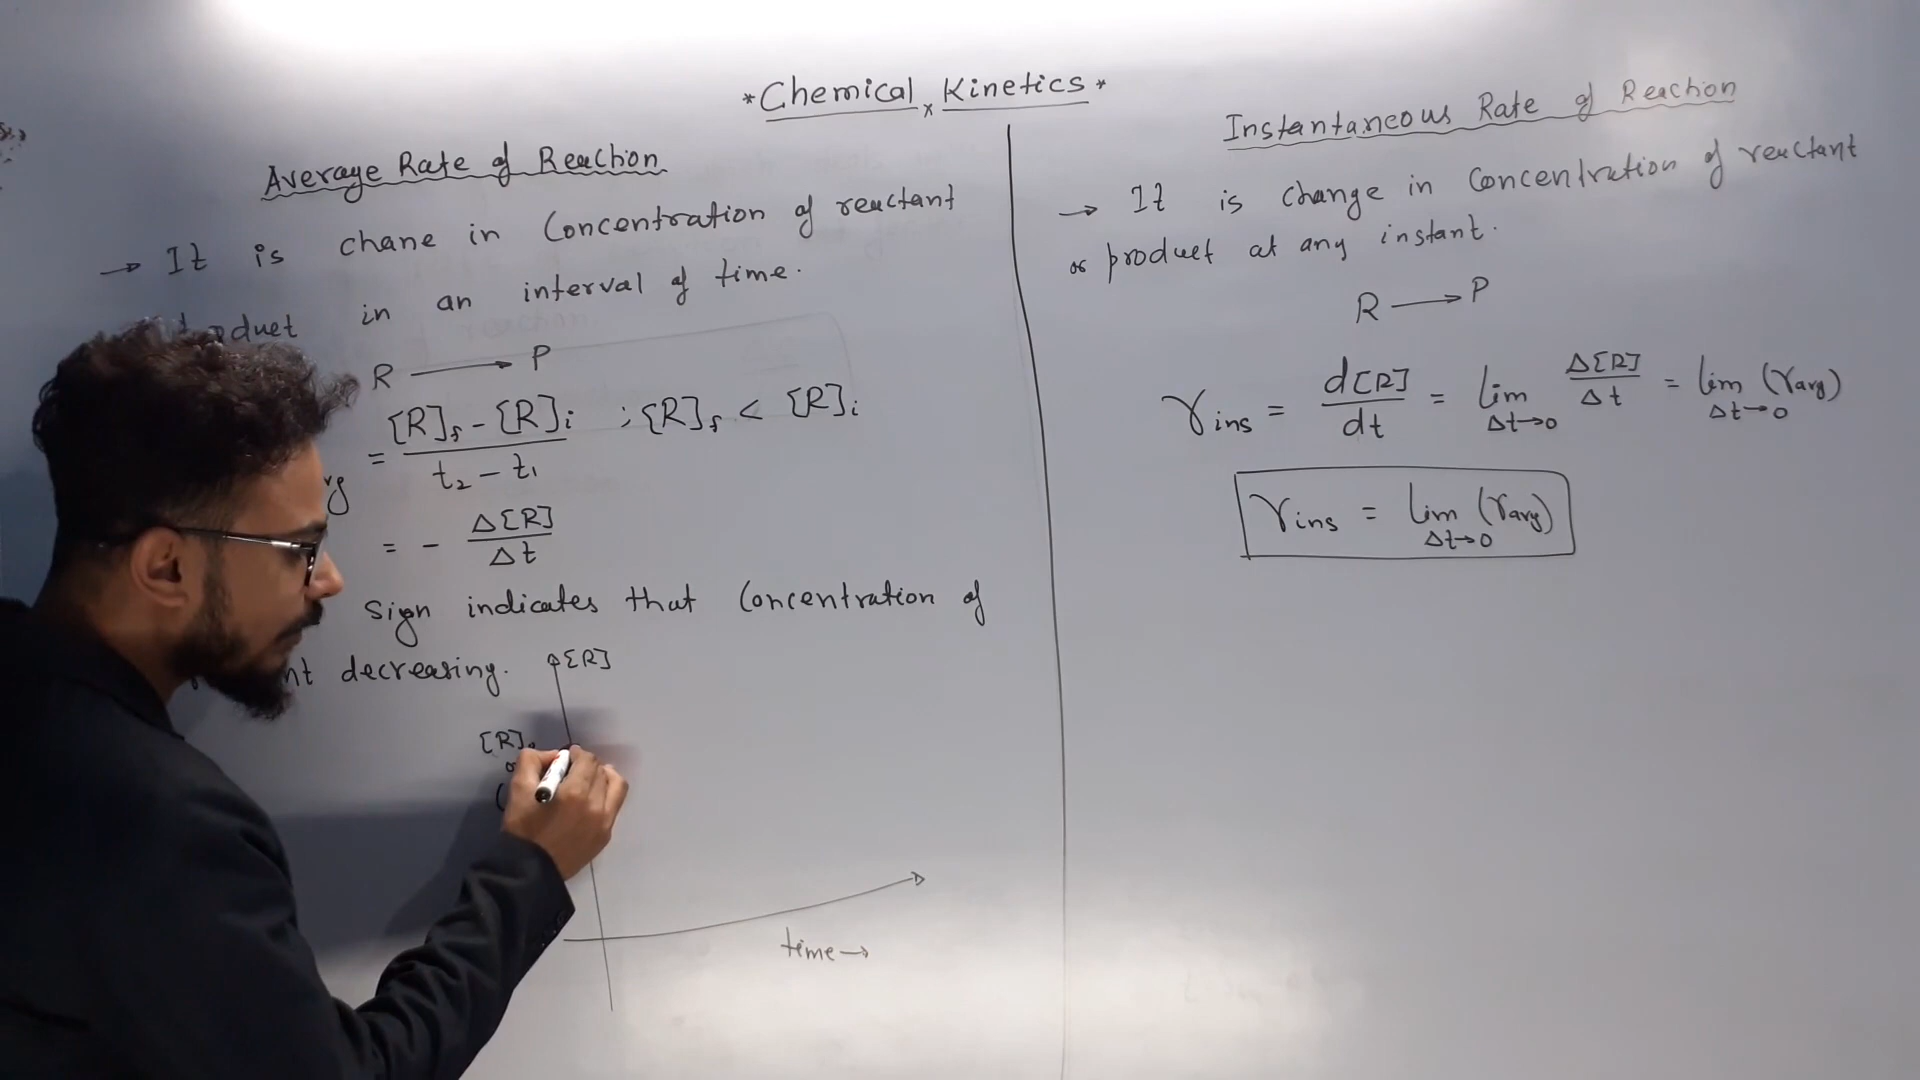 *Chemical x Kinetics*
Average Rate of Reaction
→ It is chane in Concentration of reactant
product in an interval of time.
R → P
= [R]f - [R]i / t2 - t1 ; [R]f < [R]i
= - Δ[R] / Δt
Sign indicates that Concentration of
decreasing.
[R]
[R]
time →
Instantaneous Rate of Reaction
→ It is change in Concentration of reactant
or product at any instant.
R → P
rins = d[R] / dt = lim Δt→0 Δ[R] / Δt = lim Δt→0 (ravg)
rins = lim Δt→0 (ravg)